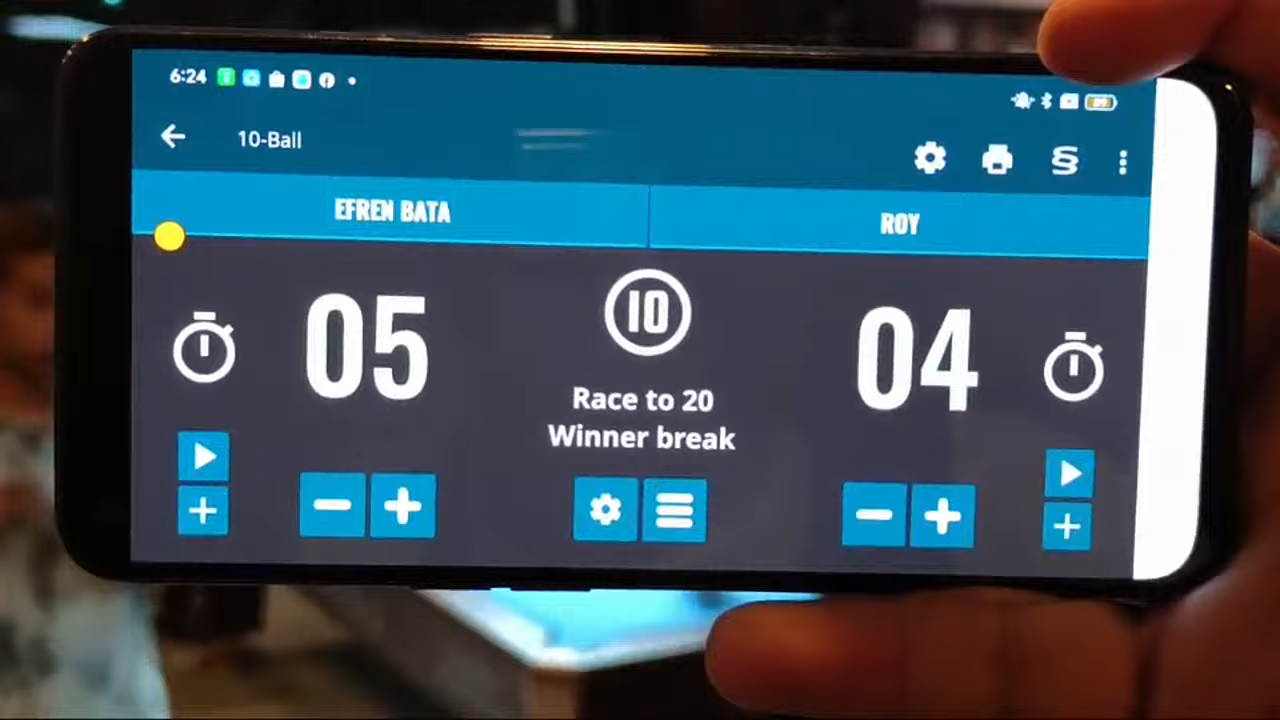 6:24
10-Ball
EFREN BATA
ROY
05
10
04
Race to 20
Winner break